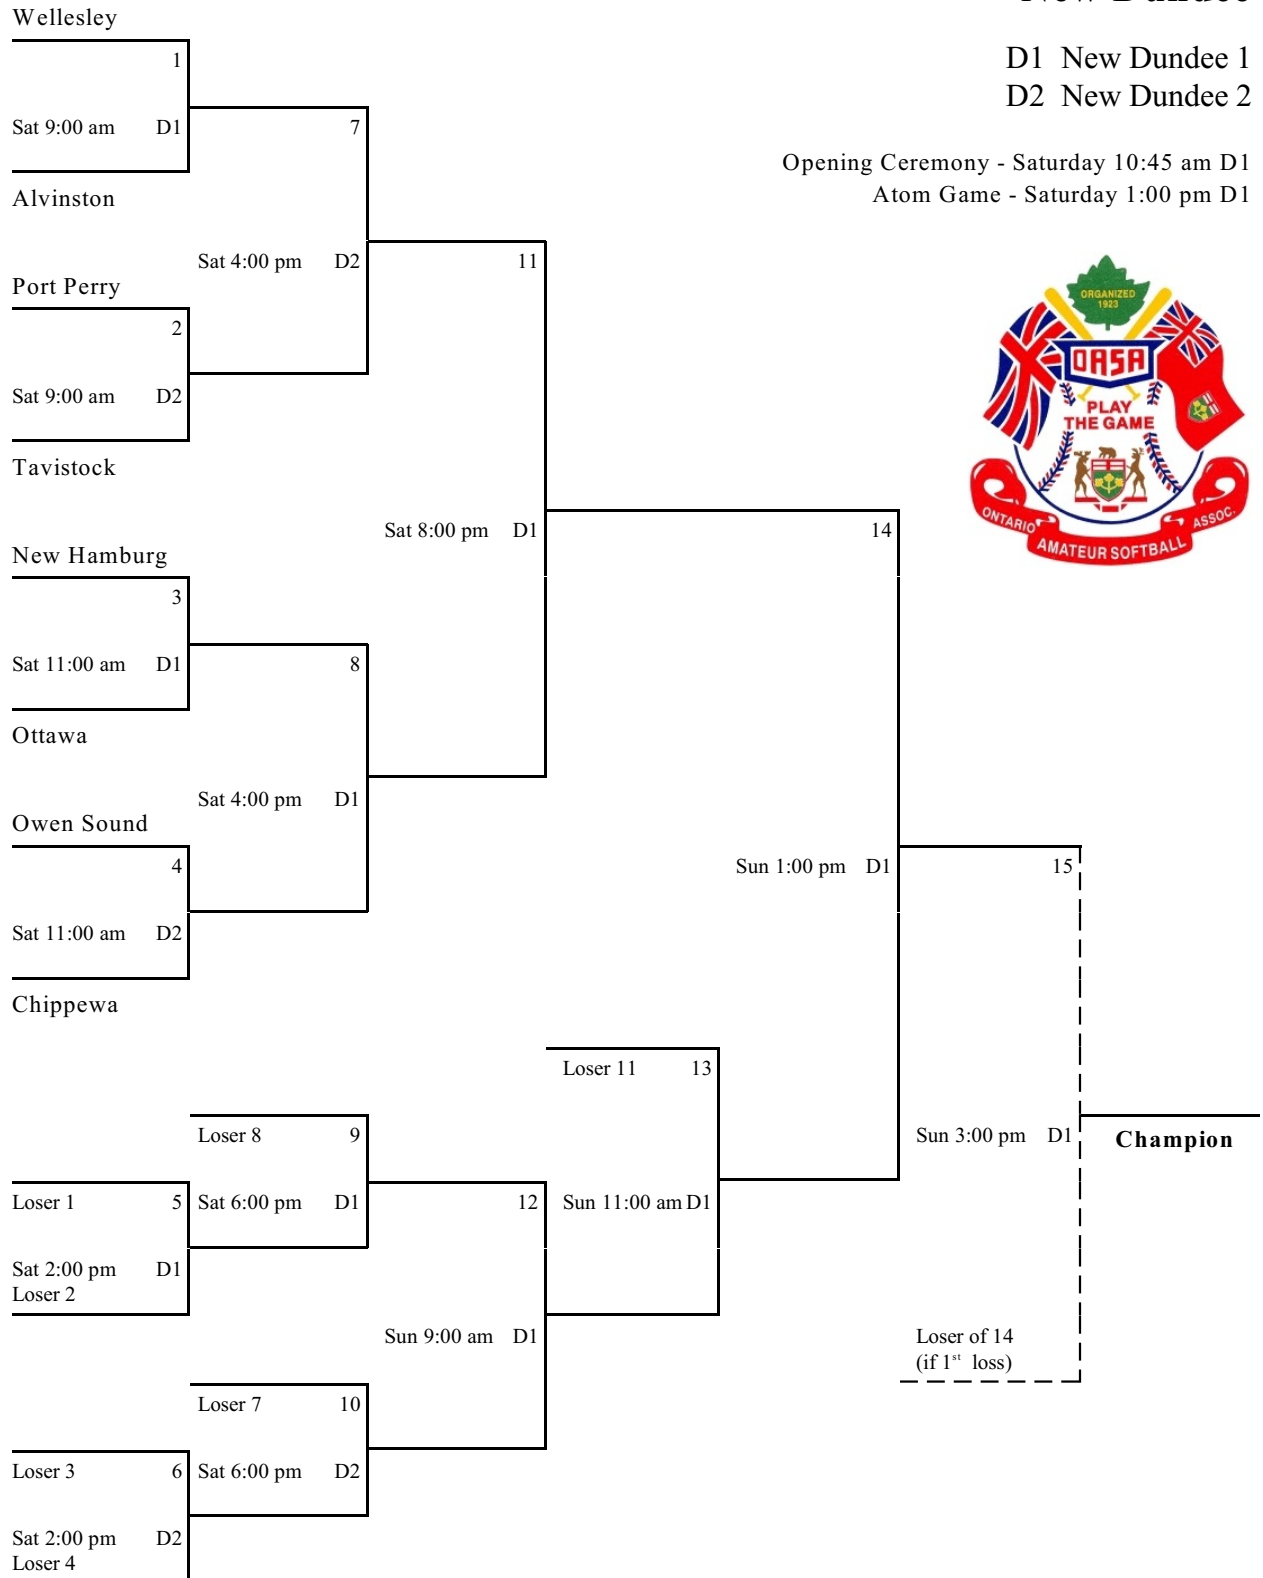 New Dundee
Wellesley
1
D1 New Dundee 1
D2 New Dundee 2
Sat 9:00 am D1
7
Opening Ceremony - Saturday 10:45 am D1
Alvinston
Atom Game - Saturday 1:00 pm D1
Sat 4:00 pm D2
11
Port Perry
2
ORGANIZED
1923
OASA
PLAY
THE GAME
ONTARIO
AMATEUR SOFTBALL
ASSOC.
Sat 9:00 am D2
Tavistock
Sat 8:00 pm D1
14
New Hamburg
3
Sat 11:00 am D1
8
Ottawa
Sat 4:00 pm D1
Owen Sound
4
Sun 1:00 pm D1
15
Sat 11:00 am D2
Chippewa
Loser 11 13
Loser 8 9
Sun 3:00 pm D1
Champion
Loser 1 5
Sat 6:00 pm D1
12
Sun 11:00 am D1
Sat 2:00 pm D1
Loser 2
Sun 9:00 am D1
Loser of 14
(if 1st loss)
Loser 7 10
Loser 3 6
Sat 6:00 pm D2
Sat 2:00 pm D2
Loser 4